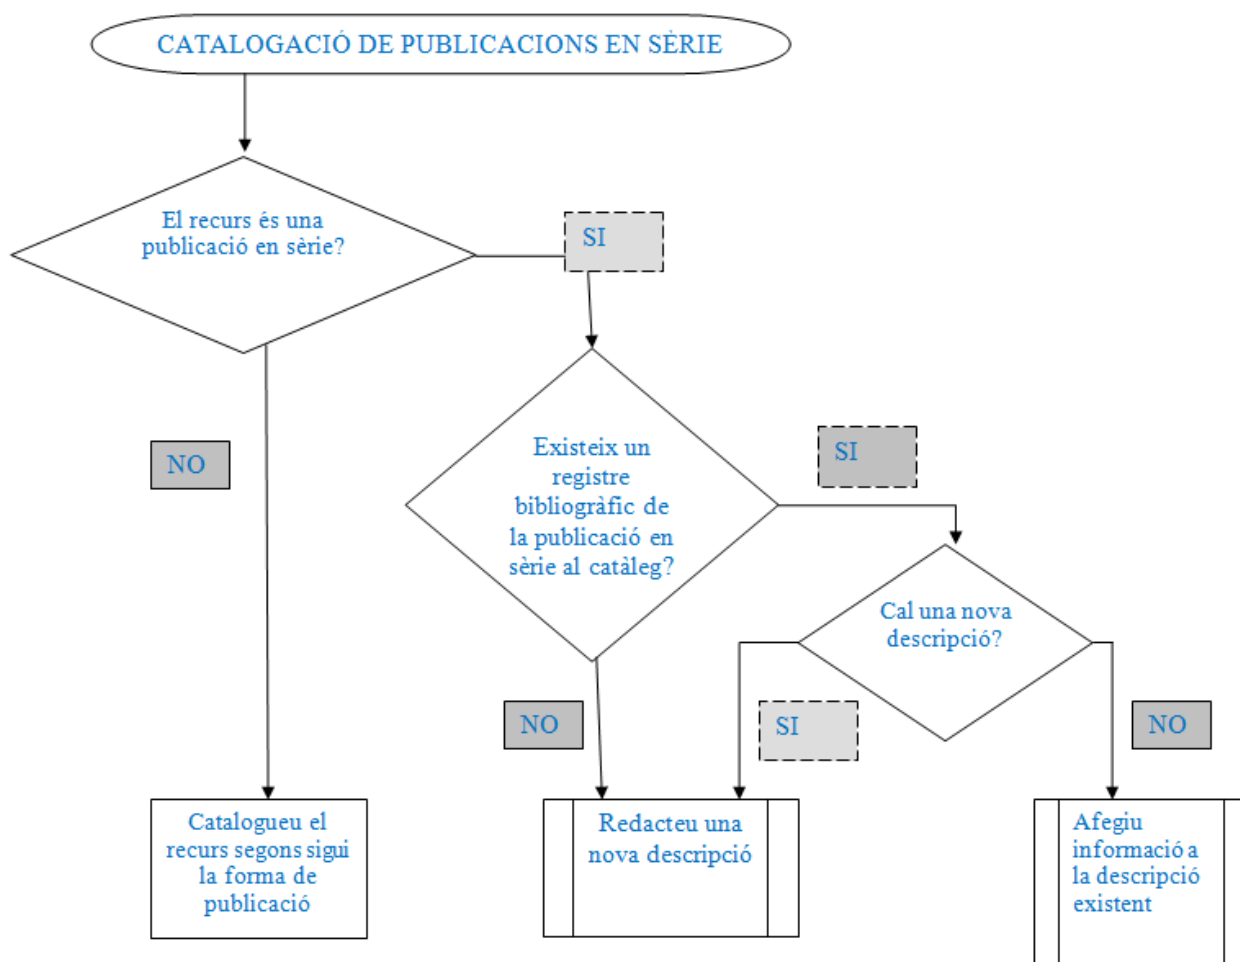 CATALOGACIÓ DE PUBLICACIONS EN SÈRIE
El recurs és una
publicació en sèrie?
SI
NO
Existeix un
registre
bibliogràfic de
la publicació en
sèrie al catàleg?
SI
Cal una nova
descripció?
NO
SI
NO
Catalogueu el
recurs segons sigui
la forma de
publicació
Redacteu una
nova descripció
Afegiu
informació a
la descripció
existent